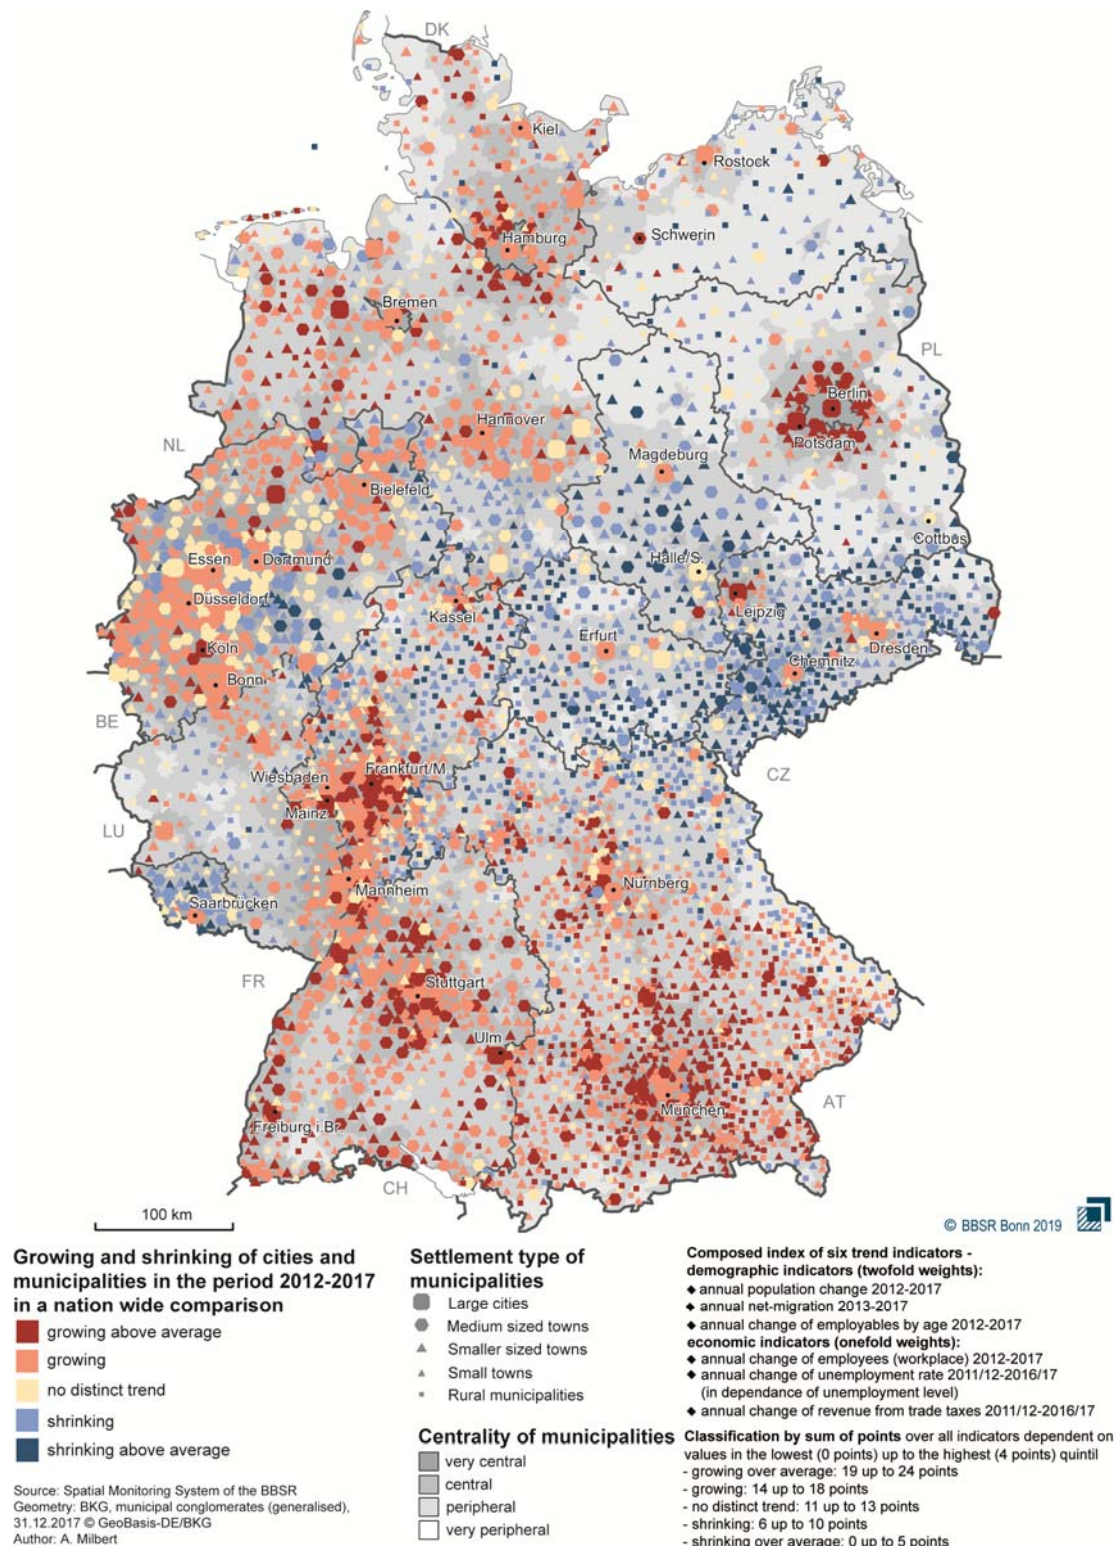 DK
Kiel
Rostock
Hamburg
Schwerin
Bremen
PL
Berlin
Hannover
Potsdam
NL
Magdeburg
Bielefeld
Cottbus
Essen
Dortmund
Halle/S.
Düsseldorf
Leipzig
Kassel
Erfurt
Köln
Dresden
Chemnitz
Bonn
BE
CZ
Wiesbaden
Frankfurt/M
Mainz
LU
Mannheim
Nürnberg
Saarbrücken
FR
Stuttgart
Ulm
AT
München
Freiburg i.Br.
CH
100 km
© BBSR Bonn 2019
Growing and shrinking of cities and
municipalities in the period 2012-2017
in a nation wide comparison
growing above average
growing
no distinct trend
shrinking
shrinking above average
Source: Spatial Monitoring System of the BBSR
Geometry: BKG, municipal conglomerates (generalised),
31.12.2017 © GeoBasis-DE/BKG
Author: A. Milbert
Settlement type of
municipalities
Large cities
Medium sized towns
Smaller sized towns
Small towns
Rural municipalities
Centrality of municipalities
very central
central
peripheral
very peripheral
Composed index of six trend indicators -
demographic indicators (twofold weights):
◆ annual population change 2012-2017
◆ annual net-migration 2013-2017
◆ annual change of employables by age 2012-2017
economic indicators (onefold weights):
◆ annual change of employees (workplace) 2012-2017
◆ annual change of unemployment rate 2011/12-2016/17
(in dependance of unemployment level)
◆ annual change of revenue from trade taxes 2011/12-2016/17
Classification by sum of points over all indicators dependent on
values in the lowest (0 points) up to the highest (4 points) quintil
- growing over average: 19 up to 24 points
- growing: 14 up to 18 points
- no distinct trend: 11 up to 13 points
- shrinking: 6 up to 10 points
- shrinking over average: 0 up to 5 points